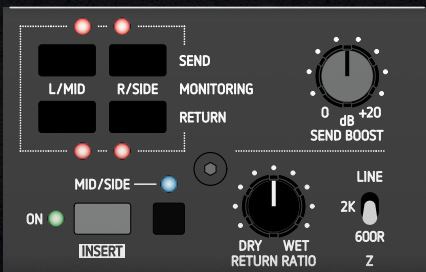 SEND
L/MID R/SIDE MONITORING
RETURN
0 dB +20
SEND BOOST
MID/SIDE
ON
INSERT
DRY WET
RETURN RATIO
LINE
2K
600R
Z